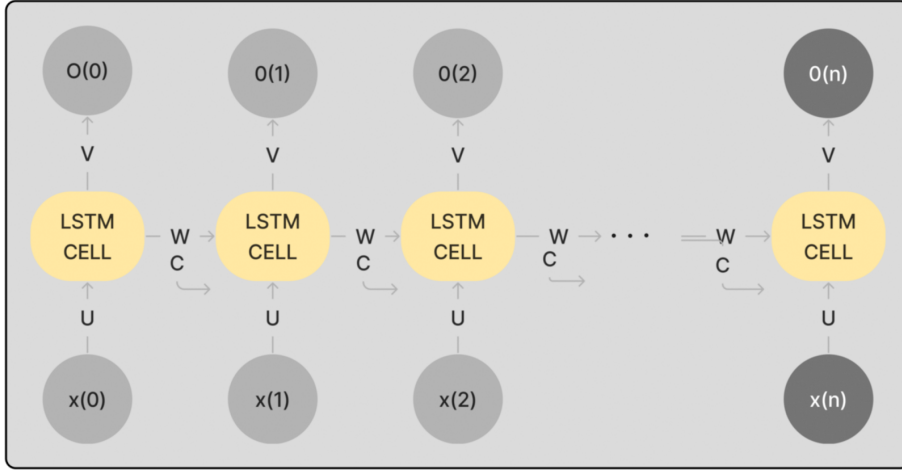 O(0) 0(1) 0(2) 0(n)
V V V V
LSTM CELL LSTM CELL LSTM CELL LSTM CELL
W W W ... W
C C C C
U U U U
x(0) x(1) x(2) x(n)